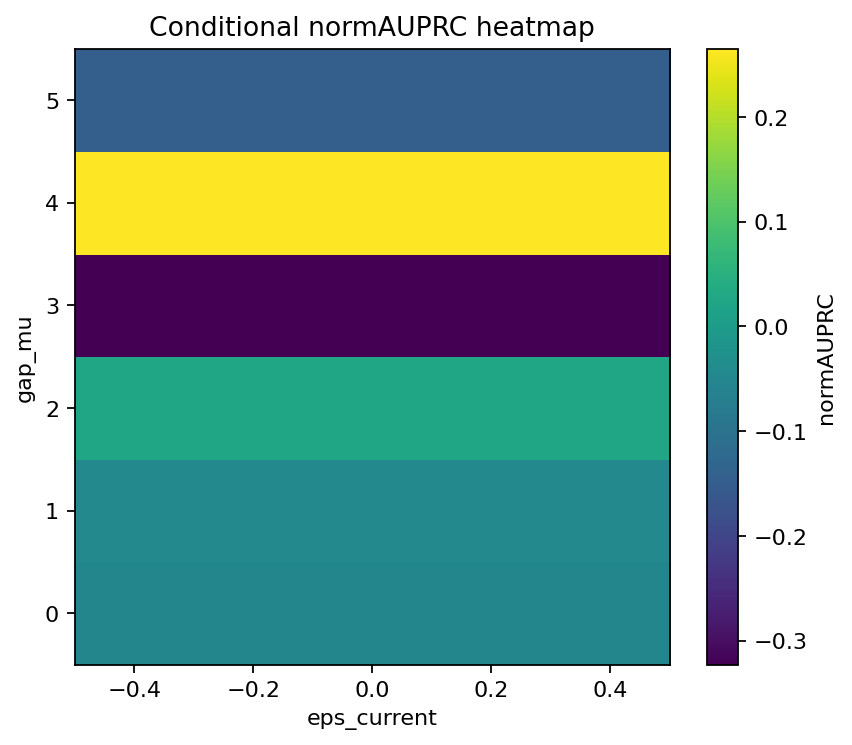 Conditional normAUPRC heatmap
5
4
3
2
1
0
gap_mu
−0.4 −0.2 0.0 0.2 0.4
eps_current
0.2
0.1
0.0
−0.1
−0.2
−0.3
normAUPRC